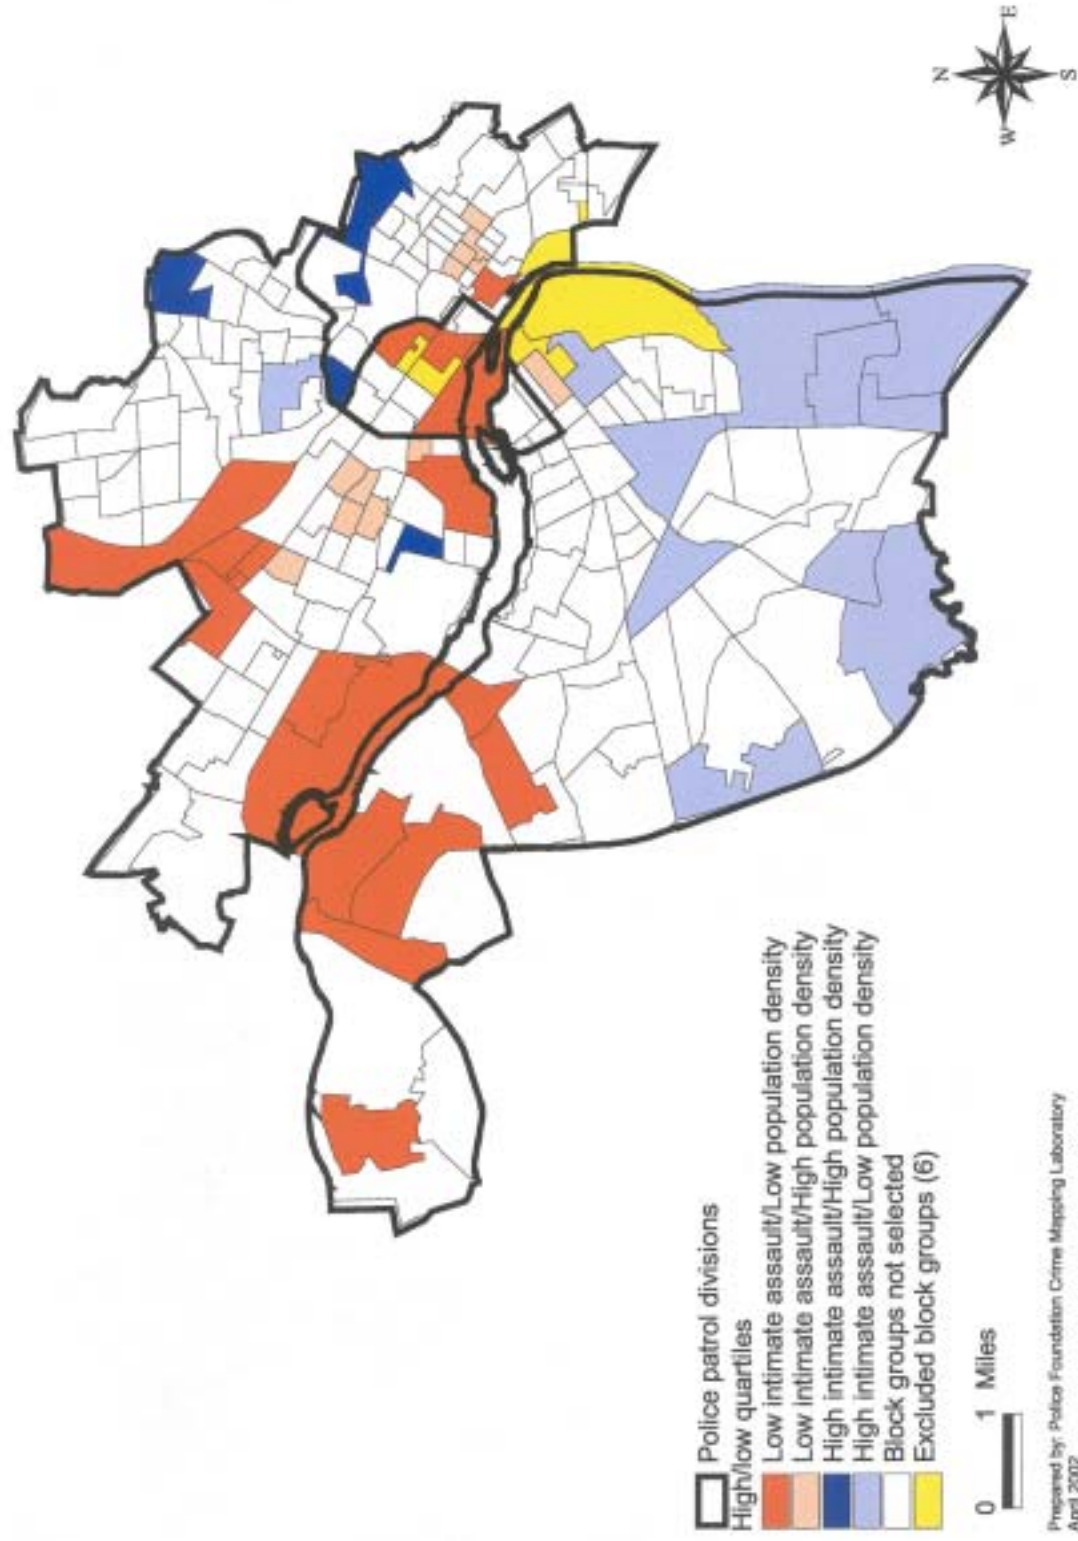 N
E
W
S
Police patrol divisions
High/low quartiles
Low intimate assault/Low population density
Low intimate assault/High population density
High intimate assault/High population density
High intimate assault/Low population density
Block groups not selected
Excluded block groups (6)
0 1 Miles
Prepared by: Police Foundation Crime Mapping Laboratory
April 2002